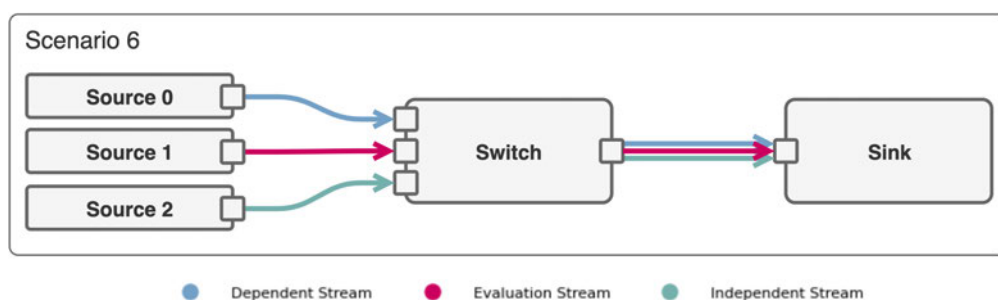 Scenario 6
Source 0
Source 1
Switch
Sink
Source 2
Dependent Stream
Evaluation Stream
Independent Stream